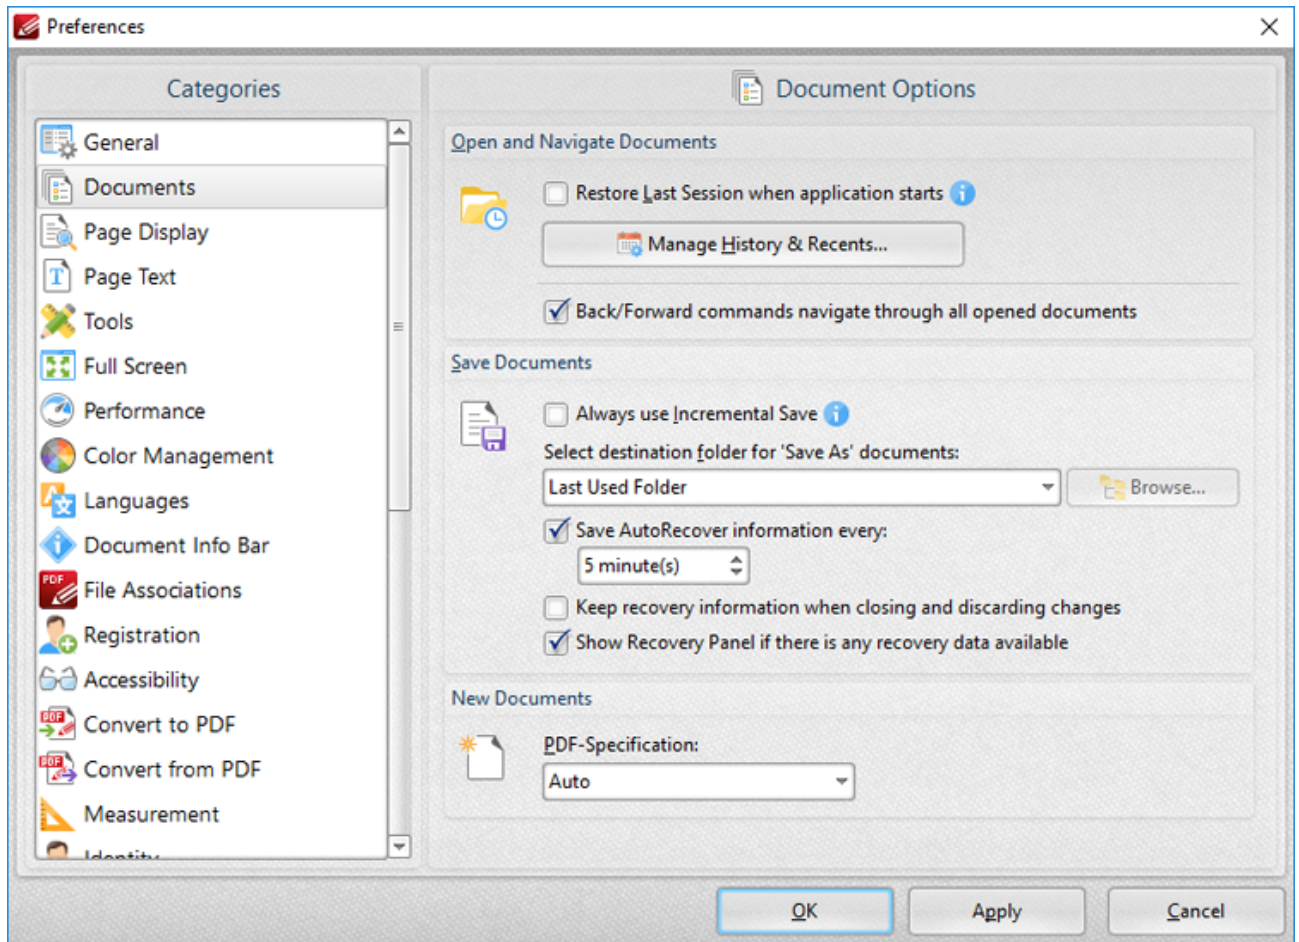 Preferences
Categories
General
Documents
Page Display
Page Text
Tools
Full Screen
Performance
Color Management
Languages
Document Info Bar
File Associations
Registration
Accessibility
Convert to PDF
Convert from PDF
Measurement
Identity
Document Options
Open and Navigate Documents
Restore Last Session when application starts
Manage History & Recents...
Back/Forward commands navigate through all opened documents
Save Documents
Always use Incremental Save
Select destination folder for 'Save As' documents:
Last Used Folder Browse...
Save AutoRecover information every:
5 minute(s)
Keep recovery information when closing and discarding changes
Show Recovery Panel if there is any recovery data available
New Documents
PDF-Specification:
Auto
OK Apply Cancel